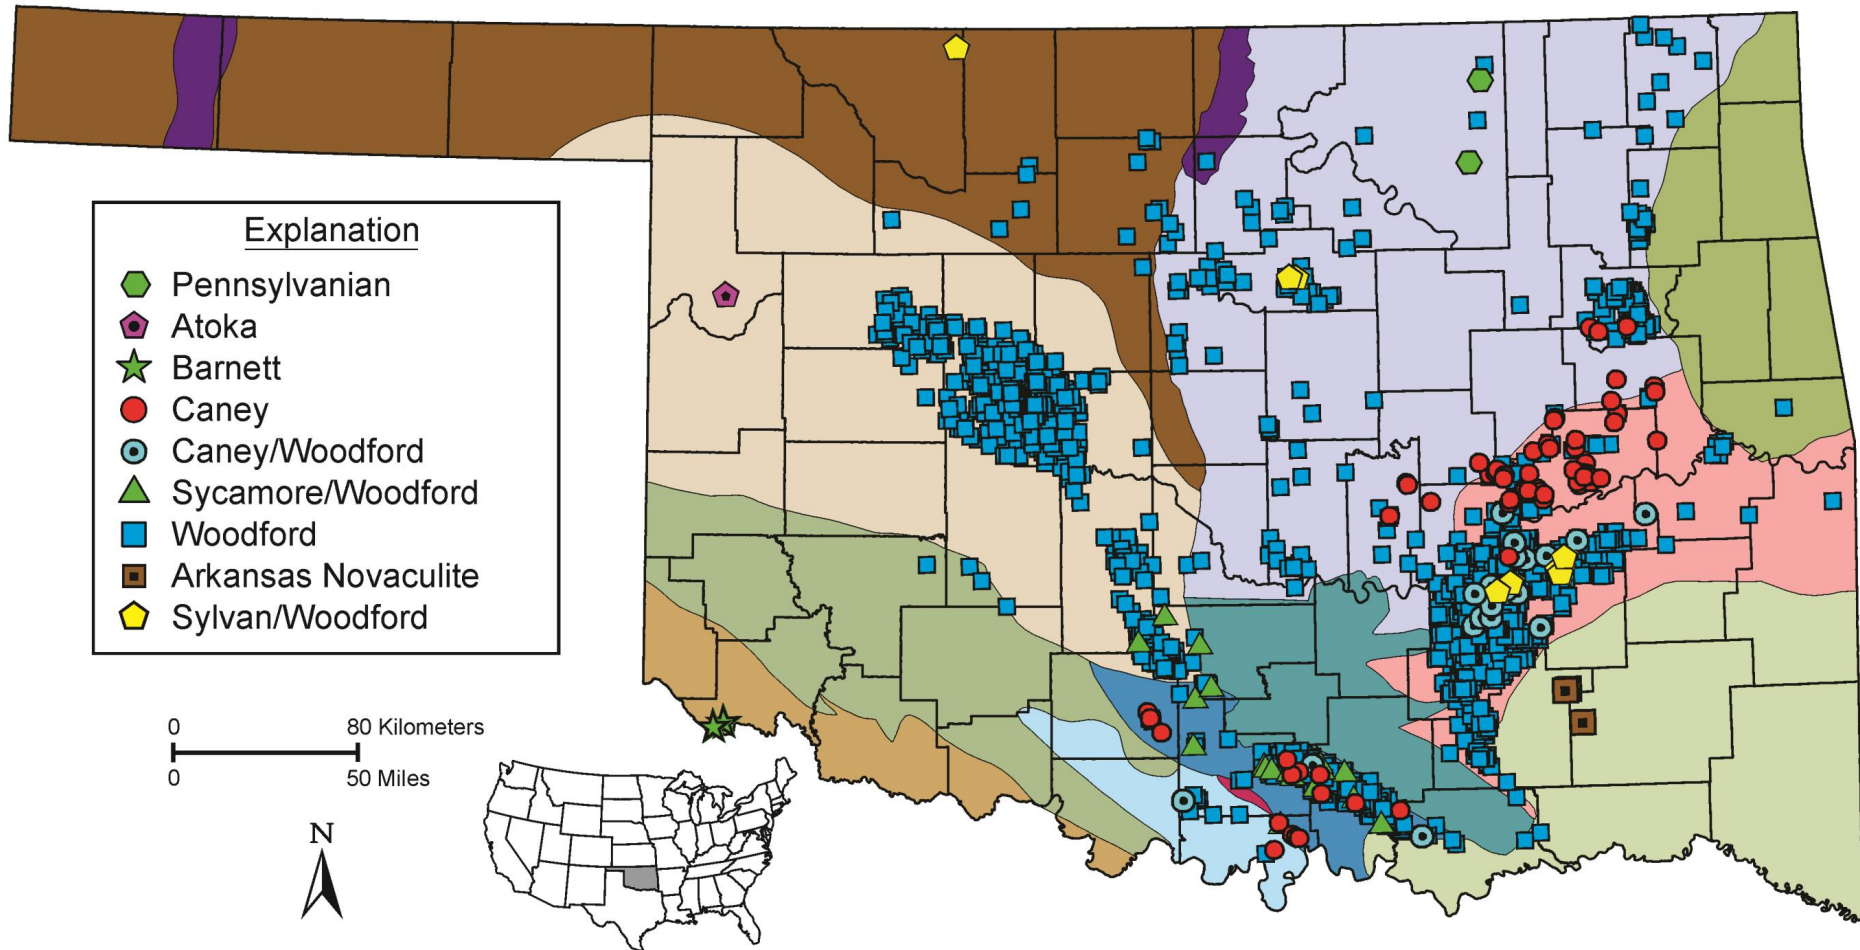 Explanation
Pennsylvanian
Atoka
Barnett
Caney
Caney/Woodford
Sycamore/Woodford
Woodford
Arkansas Novaculite
Sylvan/Woodford
0 80 Kilometers
0 50 Miles
N